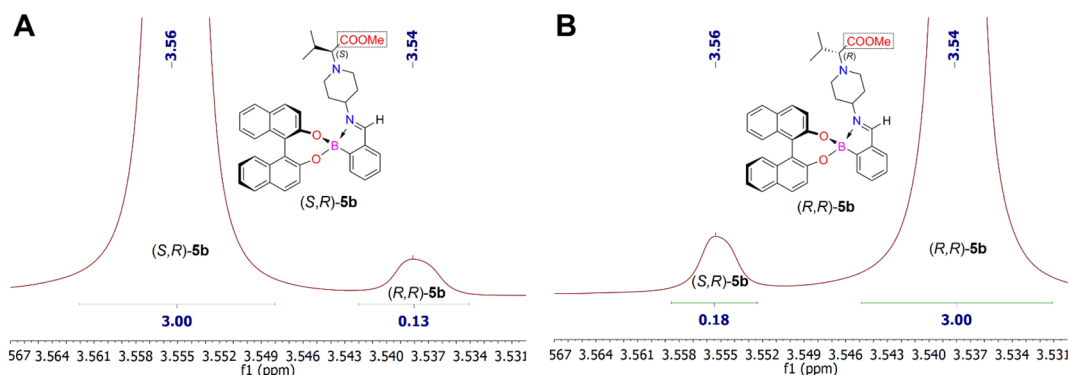 A
3.56
3.54
COOMe
(S)
N
N
H
O
B
O
(S,R)-5b
(S,R)-5b
(R,R)-5b
3.00
0.13
567 3.564 3.561 3.558 3.555 3.552 3.549 3.546 3.543 3.540 3.537 3.534 3.531
f1 (ppm)
B
3.56
3.54
COOMe
(R)
N
N
H
O
B
O
(R,R)-5b
(S,R)-5b
(R,R)-5b
0.18
3.00
567 3.564 3.561 3.558 3.555 3.552 3.549 3.546 3.543 3.540 3.537 3.534 3.531
f1 (ppm)